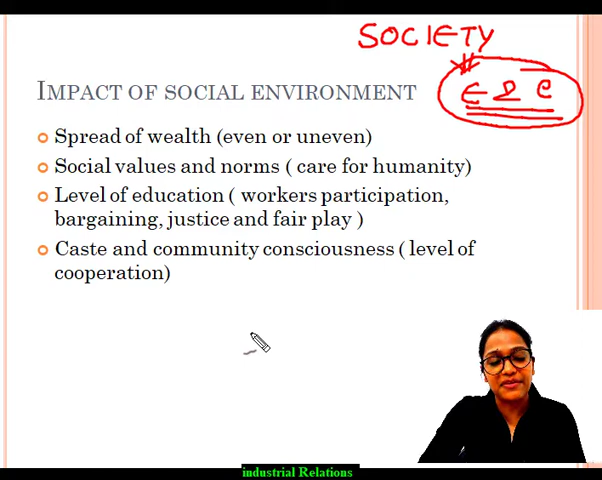 SOCIETY
IMPACT OF SOCIAL ENVIRONMENT
E & e
Spread of wealth (even or uneven)
Social values and norms ( care for humanity)
Level of education ( workers participation,
bargaining, justice and fair play )
Caste and community consciousness ( level of
cooperation)
industrial Relations